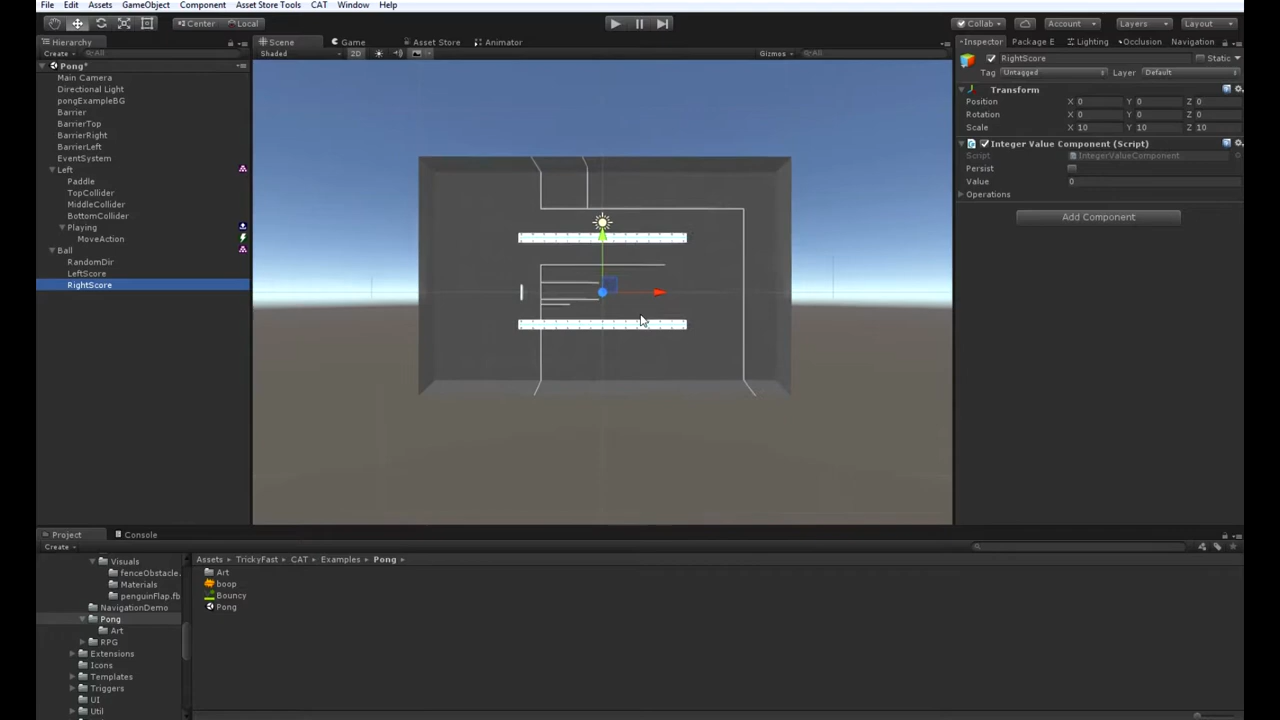 File Edit Assets GameObject Component Asset Store Tools CAT Window Help
Center Local Collab Account Layers Layout
Hierarchy Scene Game Asset Store Animator Inspector Package E Lighting Occlusion Navigation
Create All Shaded 2D Gizmos All RightScore Static
Pong*
Tag Untagged Layer Default
Main Camera
Directional Light
Transform
pongExampleBG
Position X 0 Y 0 Z 0
Barrier
Rotation X 0 Y 0 Z 0
BarrierTop
Scale X 10 Y 10 Z 10
BarrierRight
BarrierLeft
Integer Value Component (Script)
EventSystem
Script IntegerValueComponent
Left
Persist
Paddle
Value 0
TopCollider
Operations
MiddleCollider
BottomCollider
Add Component
Playing
MoveAction
Ball
RandomDir
LeftScore
RightScore
Project Console
Create
Visuals
Assets TrickyFast CAT Examples Pong
fenceObstacle.
Art
Materials
boop
penguinFlap.fb
Bouncy
NavigationDemo
Pong
Pong
Art
RPG
Extensions
Icons
Templates
Triggers
UI
Util